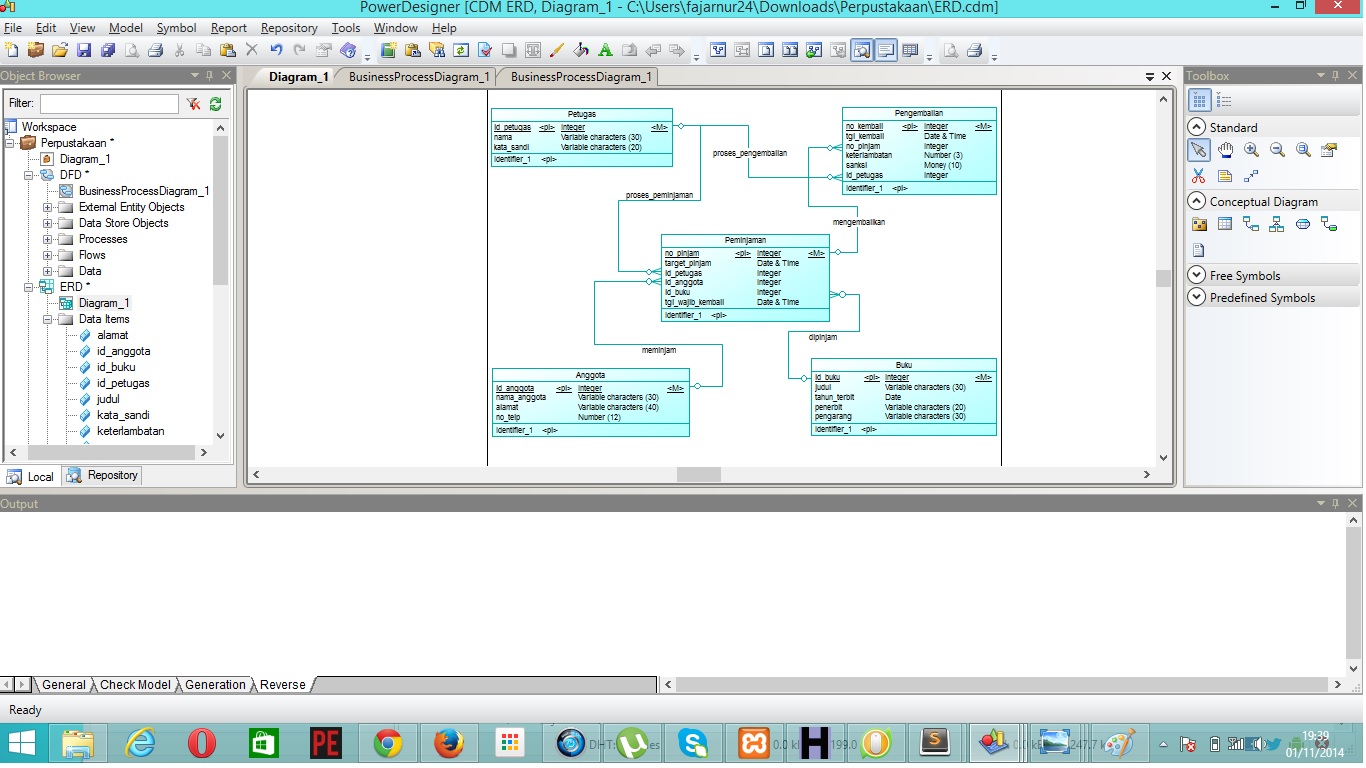 PowerDesigner [CDM ERD, Diagram_1 - C:\Users\fajarnur24\Downloads\Perpustakaan\ERD.cdm]
File Edit View Model Symbol Report Repository Tools Window Help
Object Browser
Filter:
Workspace
Perpustakaan *
Diagram_1
DFD *
BusinessProcessDiagram_1
External Entity Objects
Data Store Objects
Processes
Flows
Data
ERD *
Diagram_1
Data Items
alamat
id_anggota
id_buku
id_petugas
judul
kata_sandi
keterlambatan
Local Repository
Diagram_1 BusinessProcessDiagram_1 BusinessProcessDiagram_1
Petugas
id_petugas <pi> Integer <M>
nama Variable characters (30)
kata_sandi Variable characters (20)
Identifier_1 <pi>
Pengembalian
no_kembali <pi> Integer <M>
tgl_kembali Date & Time
no_pinjam Integer
keterlambatan Number (3)
sanksi Money (10)
id_petugas Integer
Identifier_1 <pi>
proses_pengembalian
proses_peminjaman
mengembalikan
Peminjaman
no_pinjam <pi> Integer <M>
target_pinjam Date & Time
id_petugas Integer
id_anggota Integer
id_buku Integer
tgl_wajib_kembali Date & Time
Identifier_1 <pi>
meminjam
dipinjam
Anggota
id_anggota <pi> Integer <M>
nama_anggota Variable characters (30)
alamat Variable characters (40)
no_telp Number (12)
Identifier_1 <pi>
Buku
id_buku <pi> Integer <M>
judul Variable characters (30)
tahun_terbit Date
penerbit Variable characters (20)
pengarang Variable characters (30)
Identifier_1 <pi>
Toolbox
Standard
Conceptual Diagram
Free Symbols
Predefined Symbols
Output
General Check Model Generation Reverse
Ready
PE
DHT:
19:39
01/11/2014